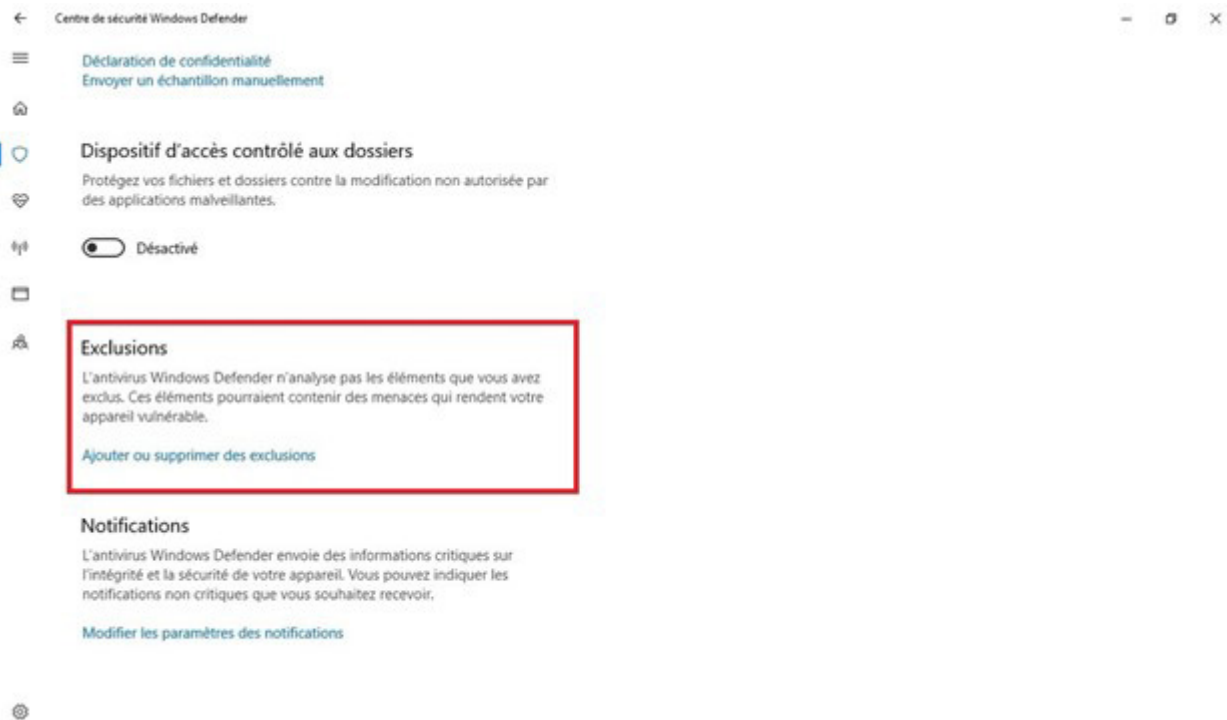 Centre de sécurité Windows Defender
Déclaration de confidentialité
Envoyer un échantillon manuellement
Dispositif d'accès contrôlé aux dossiers
Protégez vos fichiers et dossiers contre la modification non autorisée par
des applications malveillantes.
Désactivé
Exclusions
L'antivirus Windows Defender n'analyse pas les éléments que vous avez
exclus. Ces éléments pourraient contenir des menaces qui rendent votre
appareil vulnérable.
Ajouter ou supprimer des exclusions
Notifications
L'antivirus Windows Defender envoie des informations critiques sur
l'intégrité et la sécurité de votre appareil. Vous pouvez indiquer les
notifications non critiques que vous souhaitez recevoir.
Modifier les paramètres des notifications